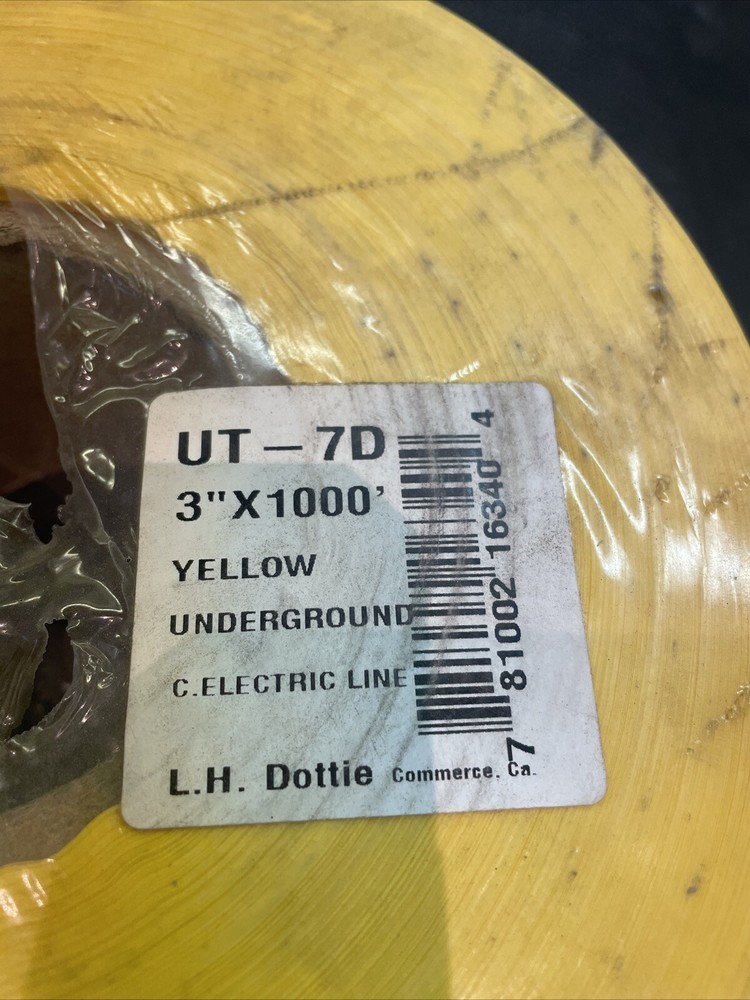 UT – 7D
3"X1000'
YELLOW
UNDERGROUND
C.ELECTRIC LINE
L.H. Dottie Commerce. Ca.
7 81002 16340 4